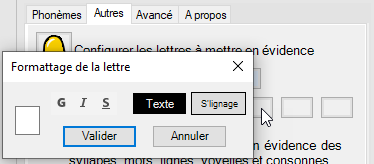 Phonèmes Autres Avancé A propos
Configurer les lettres à mettre en évidence
Formattage de la lettre
G I S Texte S'lignage
Valider Annuler
en évidence des
syllabes, mots, lignes, voyelles et consonnes